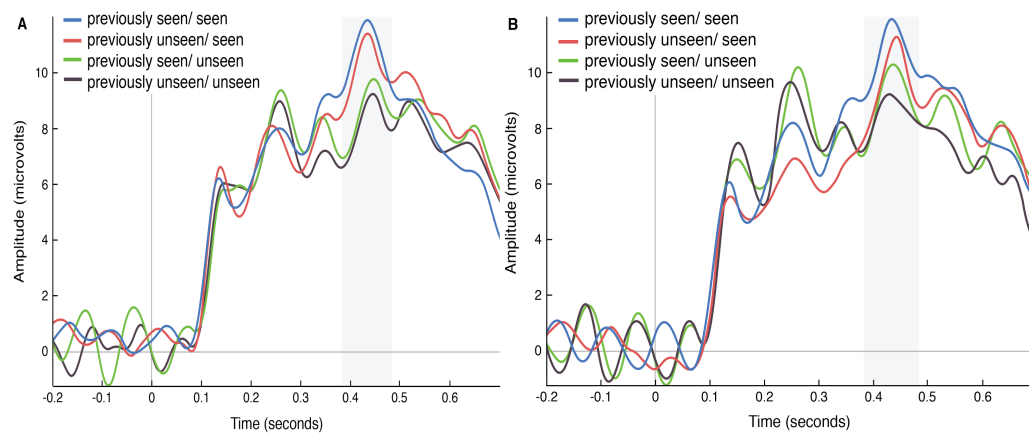 A
previously seen/ seen
previously unseen/ seen
previously seen/ unseen
previously unseen/ unseen
Amplitude (microvolts)
10
8
6
4
2
0
-0.2 -0.1 0 0.1 0.2 0.3 0.4 0.5 0.6
Time (seconds)
B
previously seen/ seen
previously unseen/ seen
previously seen/ unseen
previously unseen/ unseen
Amplitude (microvolts)
10
8
6
4
2
0
-0.2 -0.1 0 0.1 0.2 0.3 0.4 0.5 0.6
Time (seconds)